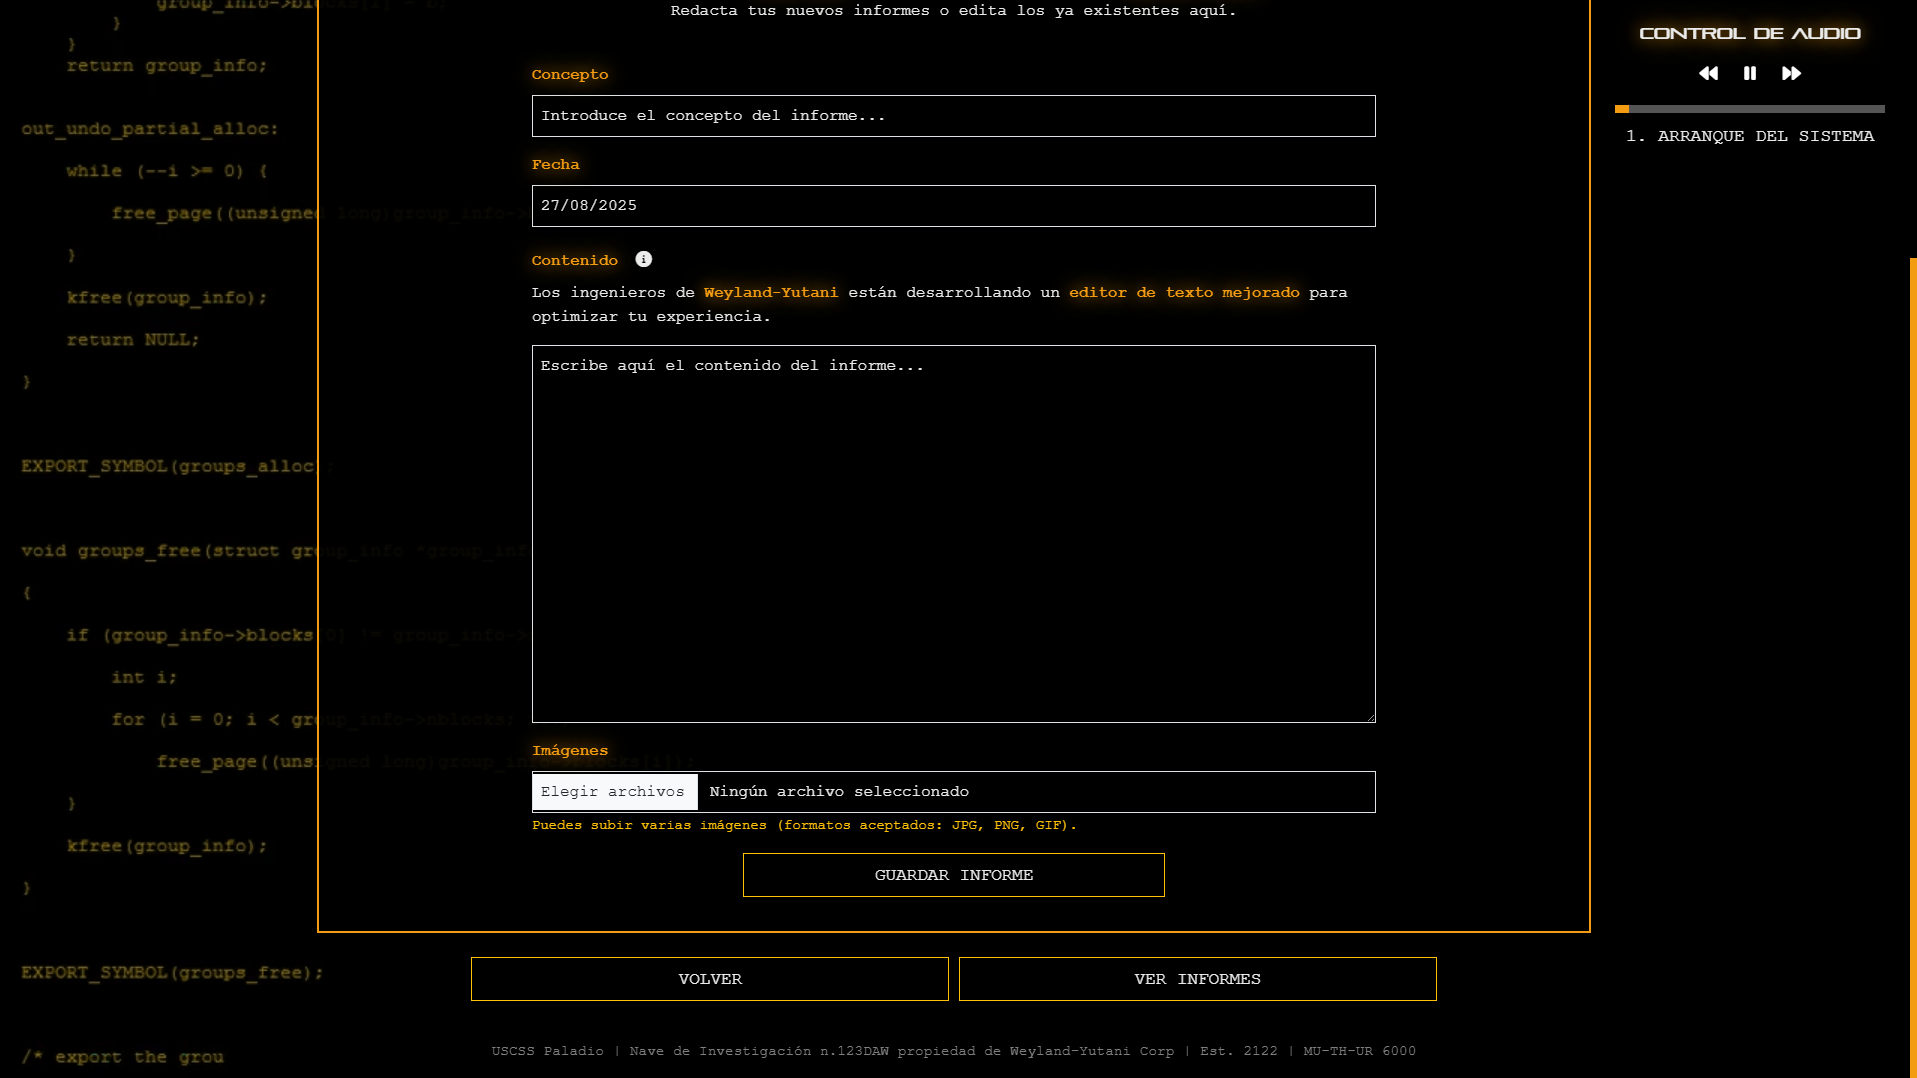 group_info->blocks[i] = b;
}
}
return group_info;
out_undo_partial_alloc:
while (--i >= 0) {
free_page((unsigned long)group_info->
}
kfree(group_info);
return NULL;
}
EXPORT_SYMBOL(groups_alloc);
void groups_free(struct group_info *group_info
{
if (group_info->blocks[0] != group_info->
int i;
for (i = 0; i < group_info->nblocks;
free_page((unsigned long)group_info->blocks[i]);
}
kfree(group_info);
}
EXPORT_SYMBOL(groups_free);
/* export the grou
Redacta tus nuevos informes o edita los ya existentes aquí.
Concepto
Introduce el concepto del informe...
Fecha
27/08/2025
Contenido
Los ingenieros de Weyland-Yutani están desarrollando un editor de texto mejorado para
optimizar tu experiencia.
Escribe aquí el contenido del informe...
Imágenes
Elegir archivos Ningún archivo seleccionado
Puedes subir varias imágenes (formatos aceptados: JPG, PNG, GIF).
GUARDAR INFORME
VOLVER
VER INFORMES
USCSS Paladio | Nave de Investigación n.123DAW propiedad de Weyland-Yutani Corp | Est. 2122 | MU-TH-UR 6000
CONTROL DE AUDIO
1. ARRANQUE DEL SISTEMA